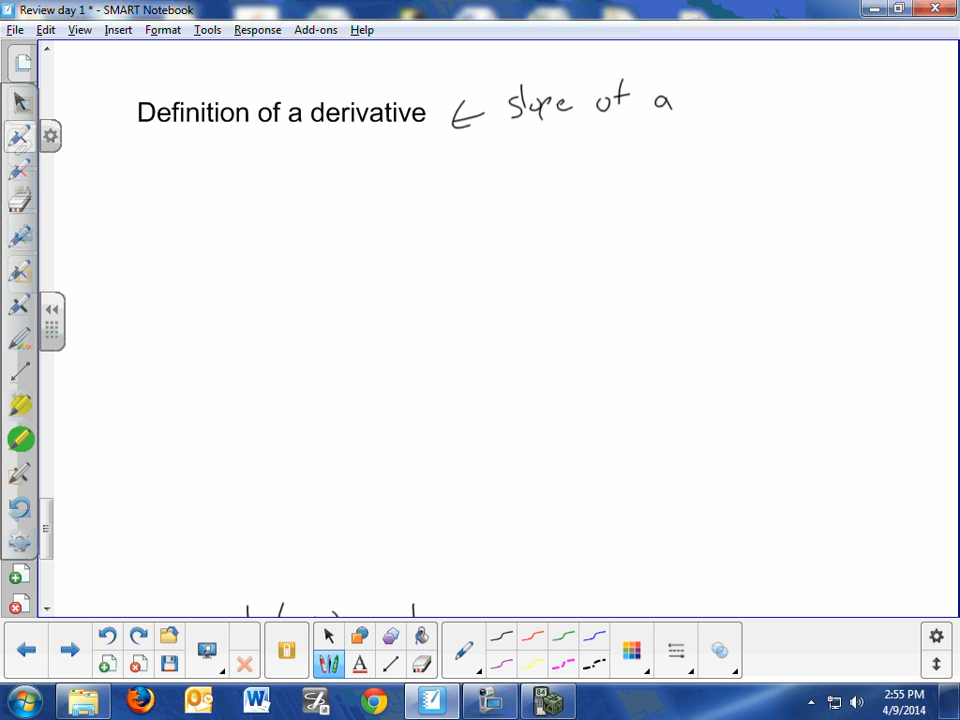 Review day 1 * - SMART Notebook
File Edit View Insert Format Tools Response Add-ons Help
Definition of a derivative ← slope of a
2:55 PM
4/9/2014